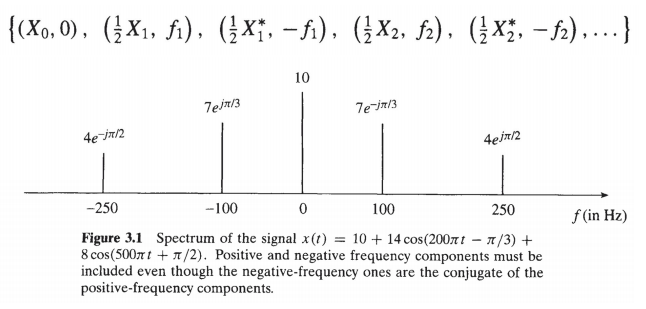 {(X₀, 0), (½X₁, f₁), (½X₁*, −f₁), (½X₂, f₂), (½X₂*, −f₂), ...}
10
7e^{jπ/3} 7e^{-jπ/3}
4e^{-jπ/2} 4e^{jπ/2}
−250 −100 0 100 250 f (in Hz)
Figure 3.1 Spectrum of the signal x(t) = 10 + 14 cos(200πt − π/3) +
8 cos(500πt + π/2). Positive and negative frequency components must be
included even though the negative-frequency ones are the conjugate of the
positive-frequency components.